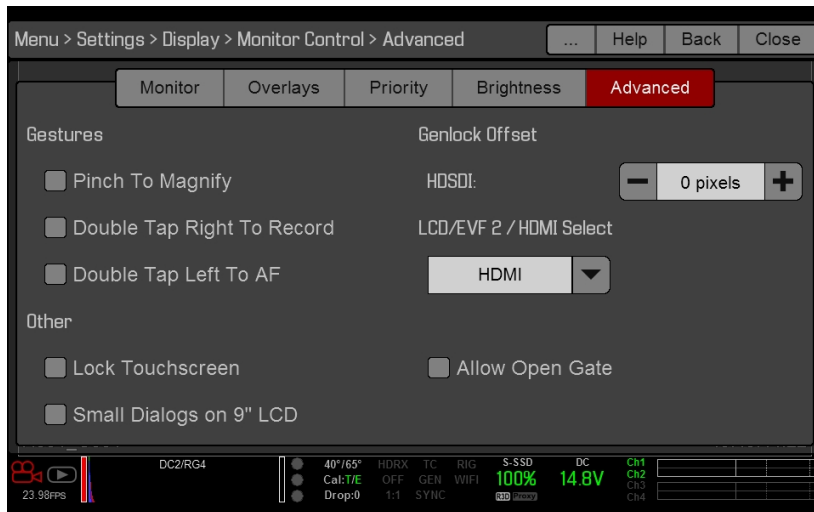 Menu > Settings > Display > Monitor Control > Advanced ... Help Back Close
Monitor Overlays Priority Brightness Advanced
Gestures Genlock Offset
Pinch To Magnify HDSDI: 0 pixels
Double Tap Right To Record LCD/EVF 2 / HDMI Select
Double Tap Left To AF HDMI
Other
Lock Touchscreen Allow Open Gate
Small Dialogs on 9" LCD
DC2/RG4 40°/65° HDRX TC RIG S-SSD DC Ch1
Cal:T/E OFF GEN WIFI 100% 14.8V Ch2
Ch3
23.98FPS Drop:0 1:1 SYNC R3D Proxy Ch4